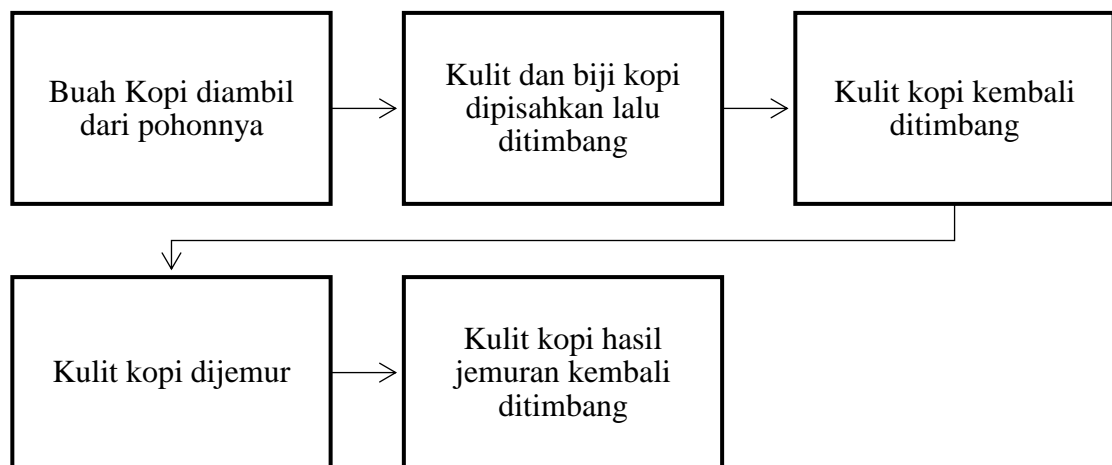 Buah Kopi diambil
dari pohonnya
Kulit dan biji kopi
dipisahkan lalu
ditimbang
Kulit kopi kembali
ditimbang
Kulit kopi dijemur
Kulit kopi hasil
jemuran kembali
ditimbang